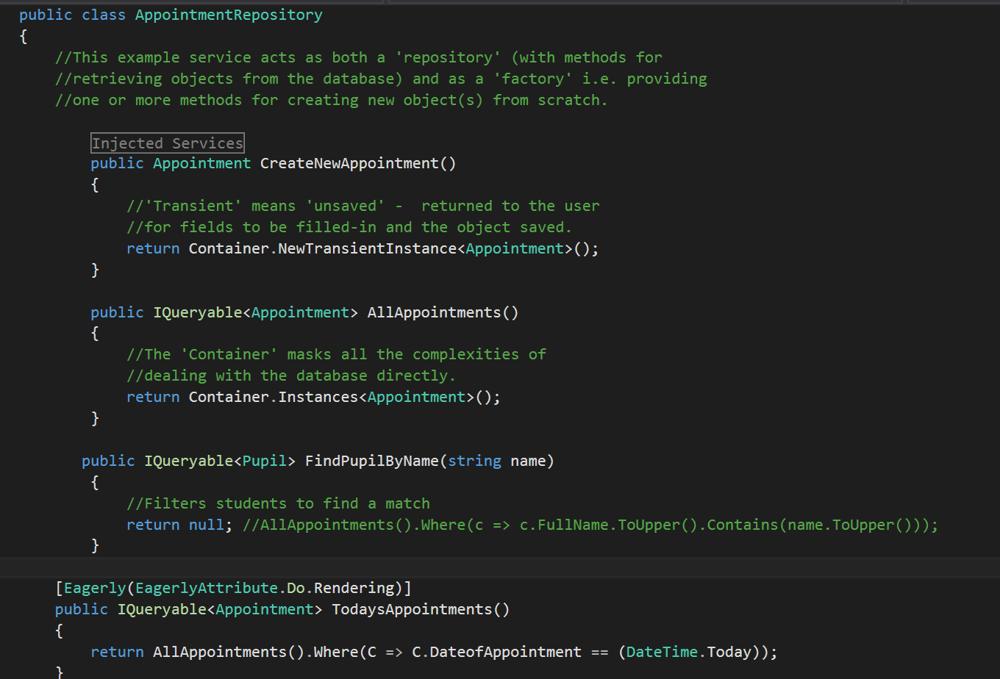 public class AppointmentRepository
{
//This example service acts as both a 'repository' (with methods for
//retrieving objects from the database) and as a 'factory' i.e. providing
//one or more methods for creating new object(s) from scratch.
Injected Services
public Appointment CreateNewAppointment()
{
//'Transient' means 'unsaved' -  returned to the user
//for fields to be filled-in and the object saved.
return Container.NewTransientInstance<Appointment>();
}
public IQueryable<Appointment> AllAppointments()
{
//The 'Container' masks all the complexities of
//dealing with the database directly.
return Container.Instances<Appointment>();
}
public IQueryable<Pupil> FindPupilByName(string name)
{
//Filters students to find a match
return null; //AllAppointments().Where(c => c.FullName.ToUpper().Contains(name.ToUpper()));
}
[Eagerly(EagerlyAttribute.Do.Rendering)]
public IQueryable<Appointment> TodaysAppointments()
{
return AllAppointments().Where(C => C.DateofAppointment == (DateTime.Today));
}